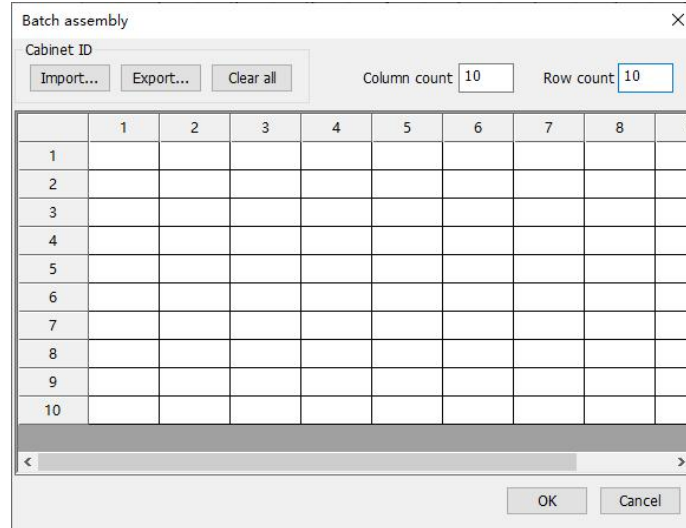 Batch assembly
Cabinet ID
Import... Export... Clear all Column count 10 Row count 10
1 2 3 4 5 6 7 8
1
2
3
4
5
6
7
8
9
10
OK Cancel